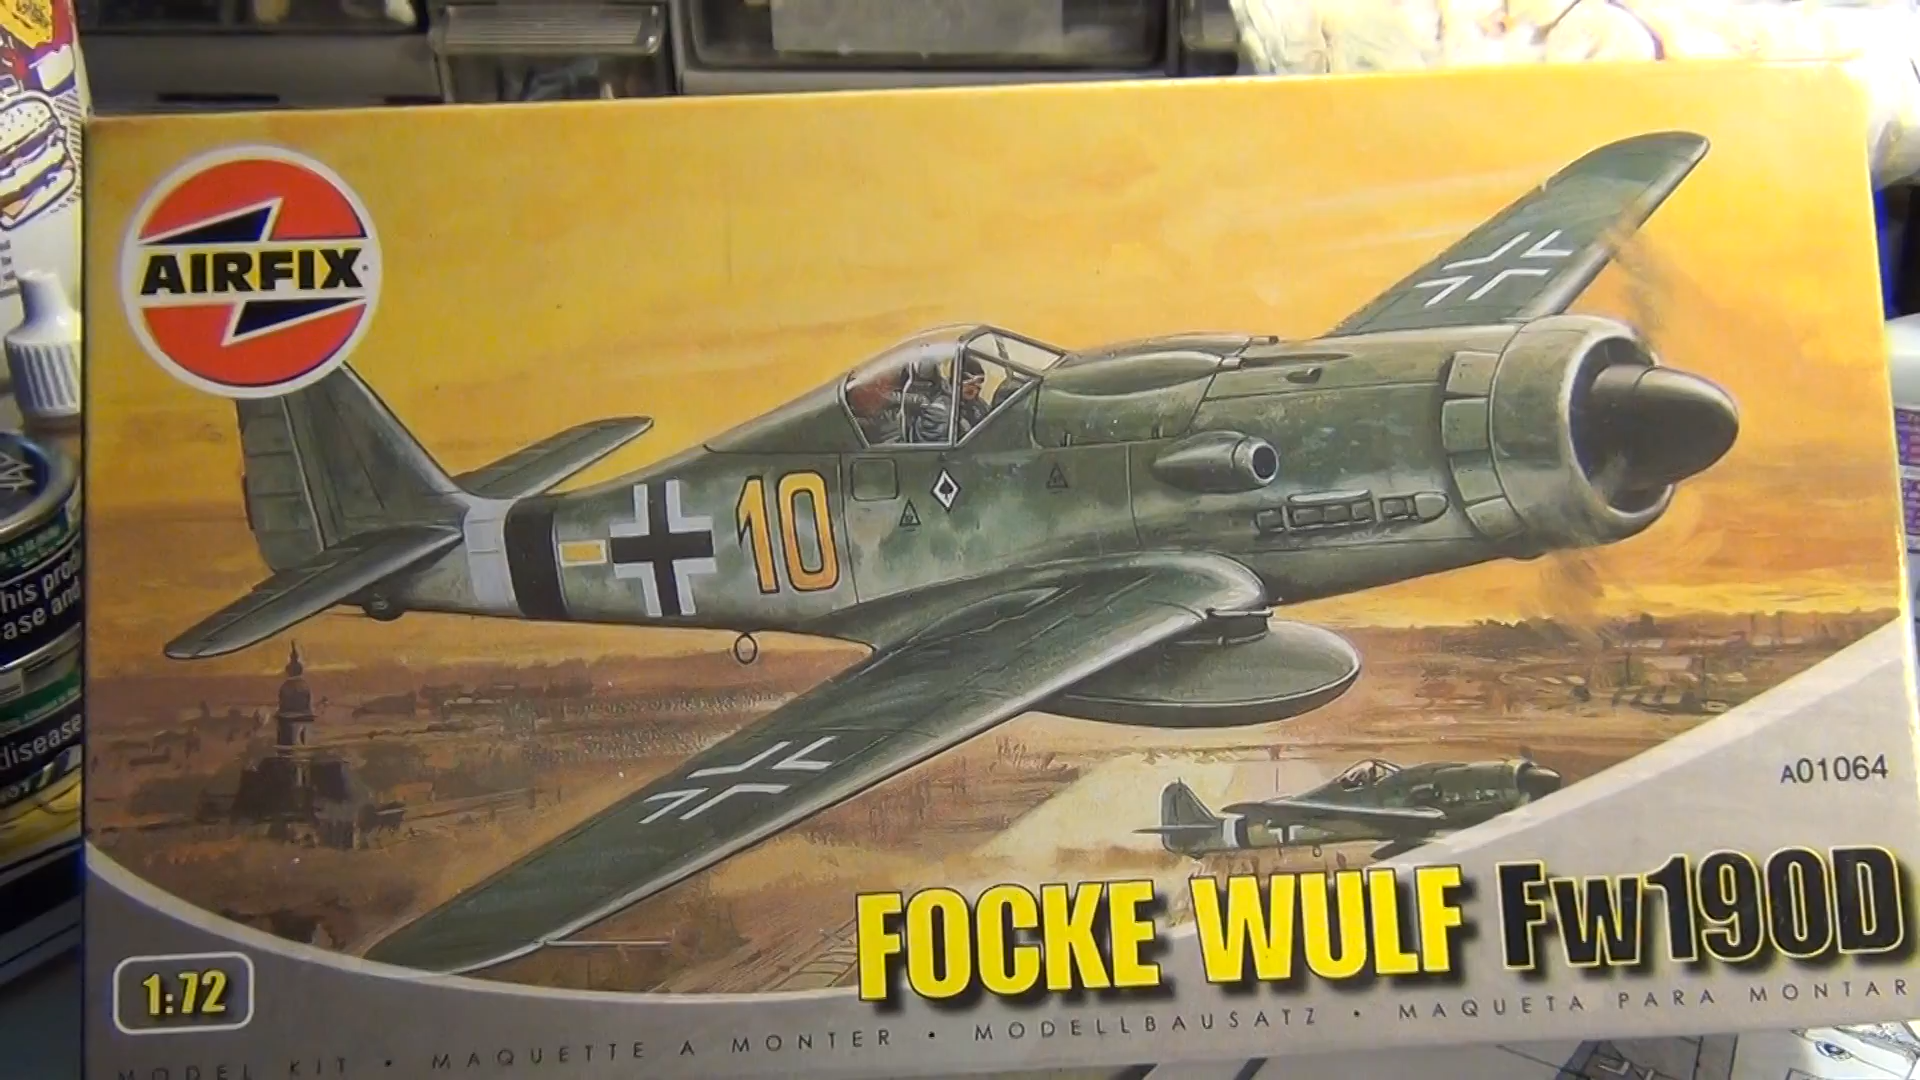 AIRFIX
10
A01064
FOCKE WULF Fw190D
1:72
MODEL KIT • MAQUETTE A MONTER • MODELLBAUSATZ • MAQUETA PARA MONTAR
his pro
ase and
disease